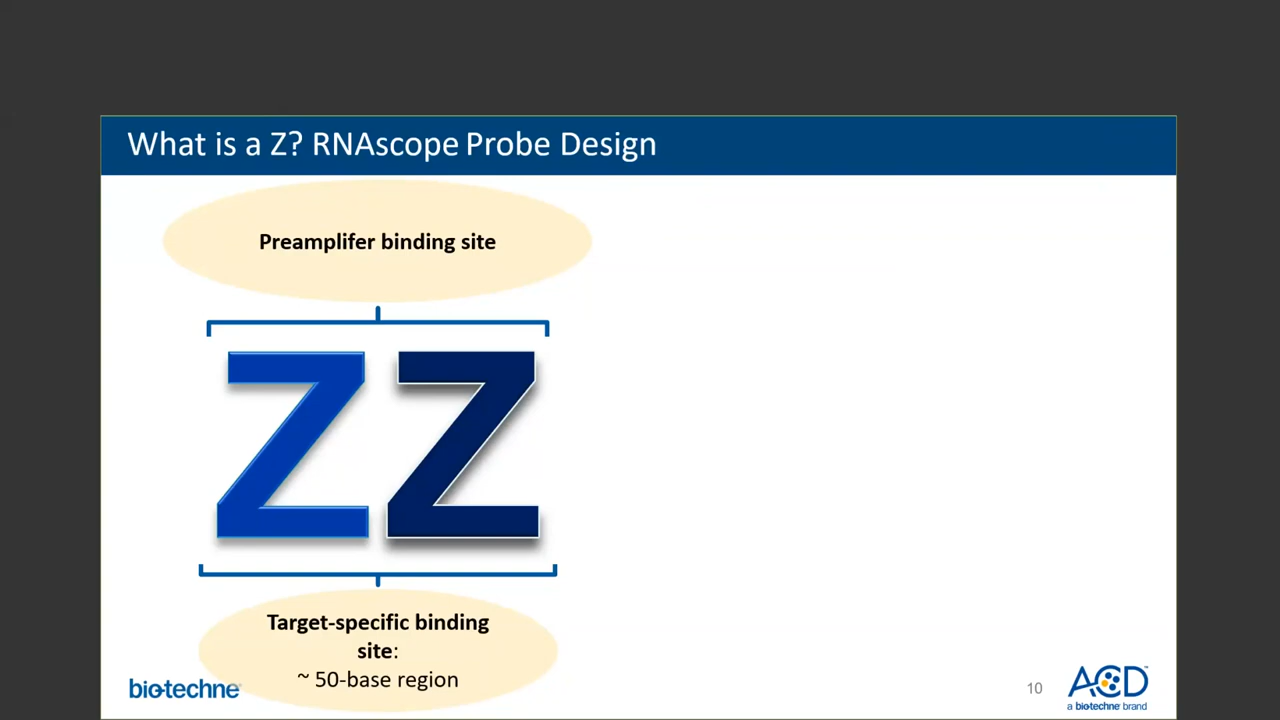 What is a Z? RNAscope Probe Design
Preamplifer binding site
ZZ
Target-specific binding
site:
~ 50-base region
bio-techne®
10
ACD™
a bio-techne® brand